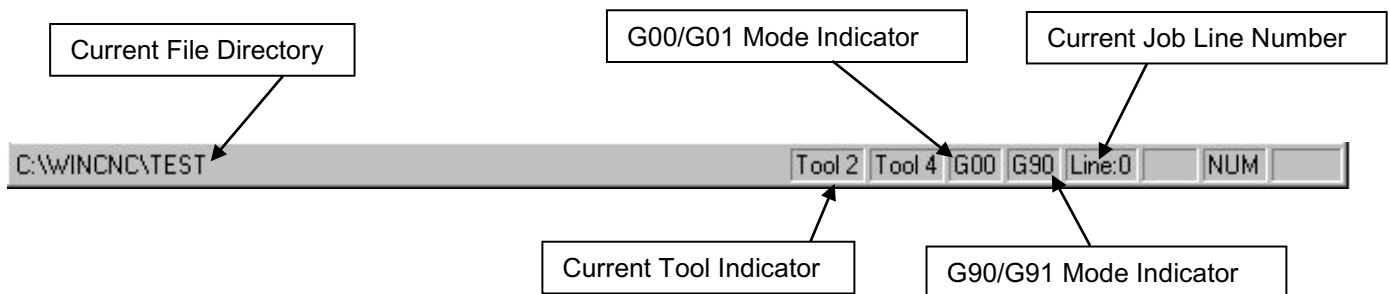 Current File Directory
G00/G01 Mode Indicator
Current Job Line Number
C:\WINCNC\TEST Tool 2 Tool 4 G00 G90 Line:0 NUM
Current Tool Indicator
G90/G91 Mode Indicator